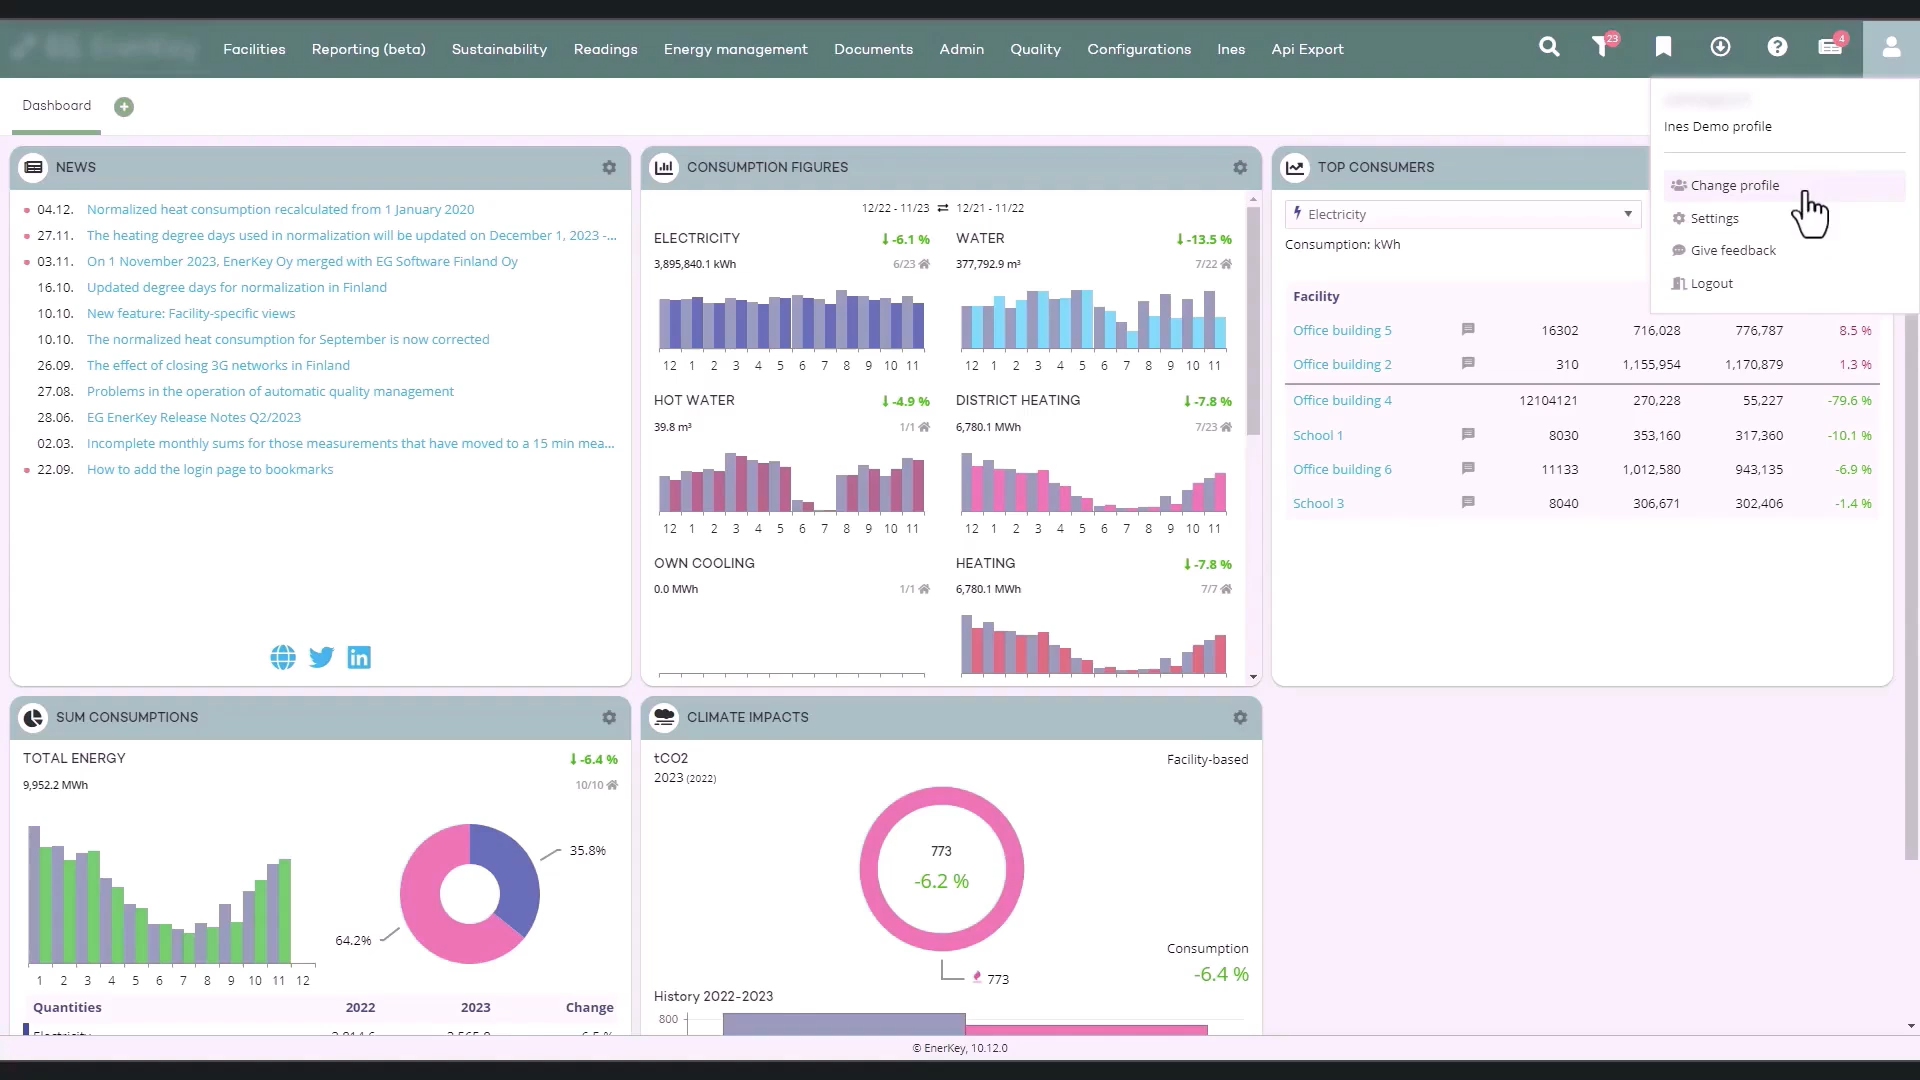 Facilities Reporting (beta) Sustainability Readings Energy management Documents Admin Quality Configurations Ines Api Export 23 4
Dashboard
Ines Demo profile
Change profile
Settings
Give feedback
Logout
NEWS
04.12. Normalized heat consumption recalculated from 1 January 2020
27.11. The heating degree days used in normalization will be updated on December 1, 2023 -...
03.11. On 1 November 2023, EnerKey Oy merged with EG Software Finland Oy
16.10. Updated degree days for normalization in Finland
10.10. New feature: Facility-specific views
10.10. The normalized heat consumption for September is now corrected
26.09. The effect of closing 3G networks in Finland
27.08. Problems in the operation of automatic quality management
28.06. EG EnerKey Release Notes Q2/2023
02.03. Incomplete monthly sums for those measurements that have moved to a 15 min mea...
22.09. How to add the login page to bookmarks
CONSUMPTION FIGURES
12/22 - 11/23 12/21 - 11/22
ELECTRICITY -6.1 %
3,895,840.1 kWh 6/23
12 1 2 3 4 5 6 7 8 9 10 11
WATER -13.5 %
377,792.9 m³ 7/22
12 1 2 3 4 5 6 7 8 9 10 11
HOT WATER -4.9 %
39.8 m³ 1/1
12 1 2 3 4 5 6 7 8 9 10 11
DISTRICT HEATING -7.8 %
6,780.1 MWh 7/23
12 1 2 3 4 5 6 7 8 9 10 11
OWN COOLING
0.0 MWh 1/1
HEATING -7.8 %
6,780.1 MWh 7/7
TOP CONSUMERS
Electricity
Consumption: kWh
Facility
Office building 5 16302 716,028 776,787 8.5 %
Office building 2 310 1,155,954 1,170,879 1.3 %
Office building 4 12104121 270,228 55,227 -79.6 %
School 1 8030 353,160 317,360 -10.1 %
Office building 6 11133 1,012,580 943,135 -6.9 %
School 3 8040 306,671 302,406 -1.4 %
SUM CONSUMPTIONS
TOTAL ENERGY -6.4 %
9,952.2 MWh 10/10
35.8%
64.2%
1 2 3 4 5 6 7 8 9 10 11 12
Quantities 2022 2023 Change
CLIMATE IMPACTS
tCO2 Facility-based
2023 (2022)
773
-6.2 %
Consumption
-6.4 %
773
History 2022-2023
800
© EnerKey, 10.12.0